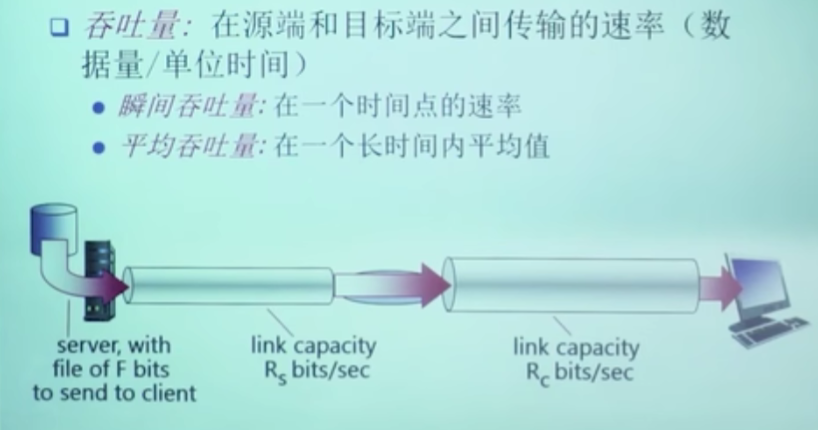 吞吐量: 在源端和目标端之间传输的速率（数
据量/单位时间）
瞬间吞吐量: 在一个时间点的速率
平均吞吐量: 在一个长时间内平均值
server, with
file of F bits
to send to client
link capacity
Rs bits/sec
link capacity
Rc bits/sec